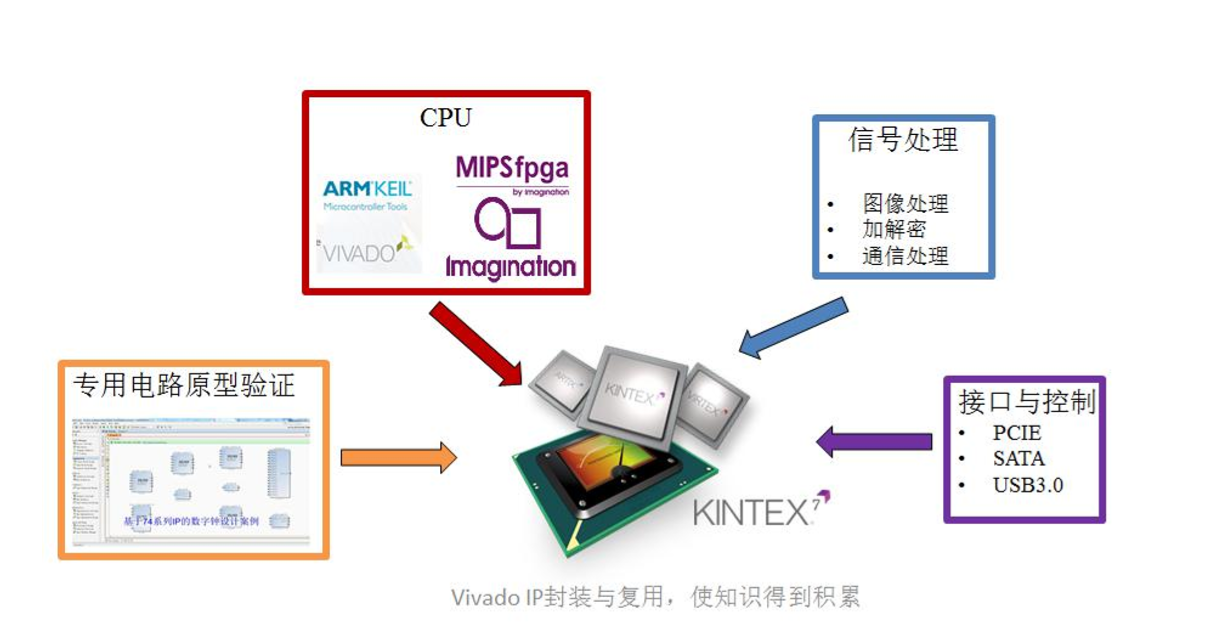 CPU
ARM KEIL
Microcontroller Tools
VIVADO
MIPSfpga
by imagination
Imagination
信号处理
• 图像处理
• 加解密
• 通信处理
专用电路原型验证
基于74系列IP的数字钟设计案例
ARTIX
KINTEX7
VIRTEX
KINTEX7
接口与控制
• PCIE
• SATA
• USB3.0
Vivado IP封装与复用，使知识得到积累